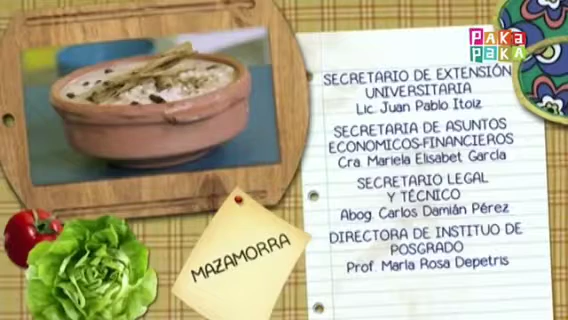 PAKA
PAKA
SECRETARIO DE EXTENSIÓN
UNIVERSITARIA
Lic. Juan Pablo Itoiz
SECRETARIA DE ASUNTOS
ECONOMICOS-FINANCIEROS
Cra. Mariela Elisabet García
SECRETARIO LEGAL
Y TÉCNICO
Abog. Carlos Damián Pérez
DIRECTORA DE INSTITUO DE
POSGRADO
Prof. María Rosa Depetris
MAZAMORRA